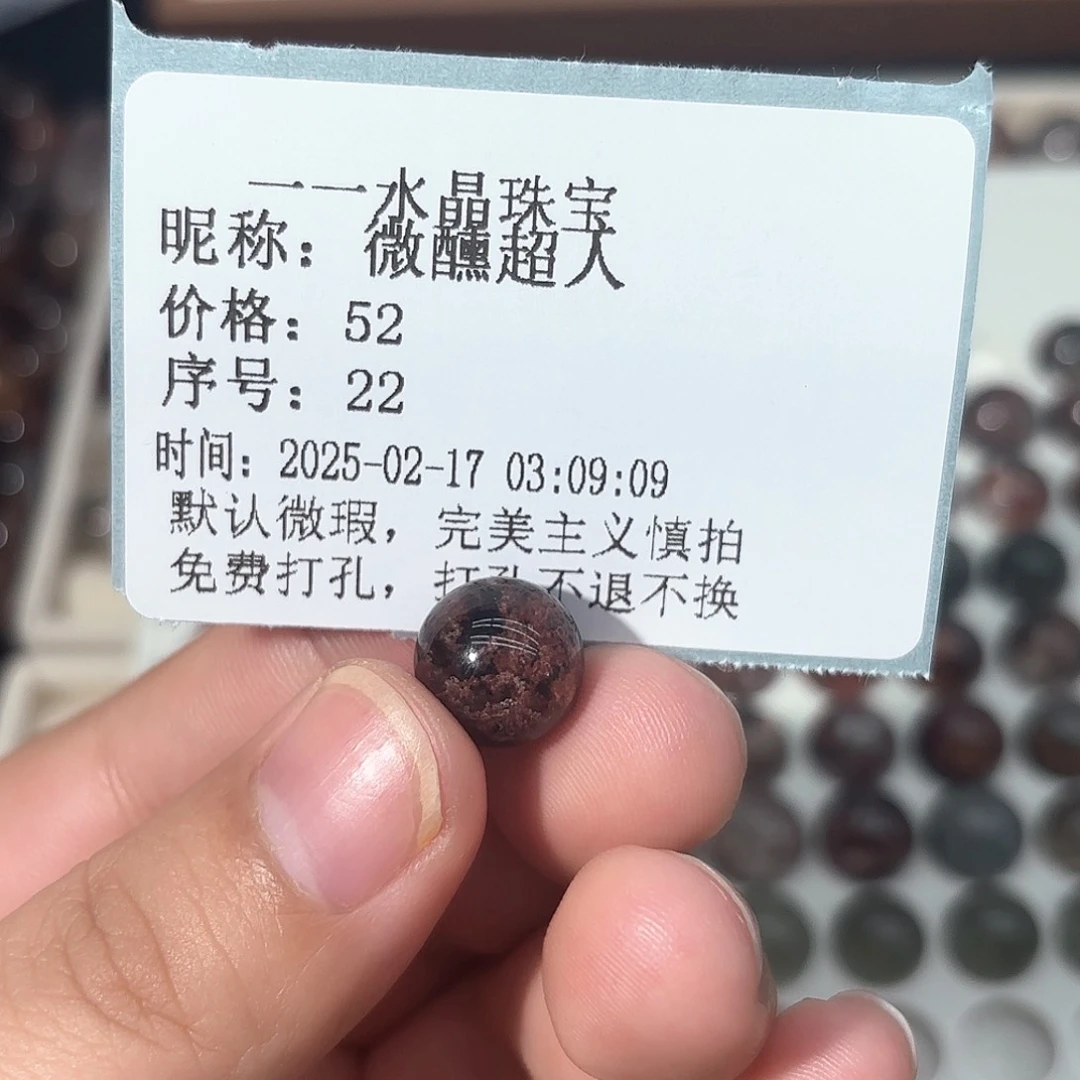 一一水晶珠宝
昵称：微醺超人
价格：52
序号：22
时间：2025-02-17 03:09:09
默认微瑕，完美主义慎拍
免费打孔，打孔不退不换